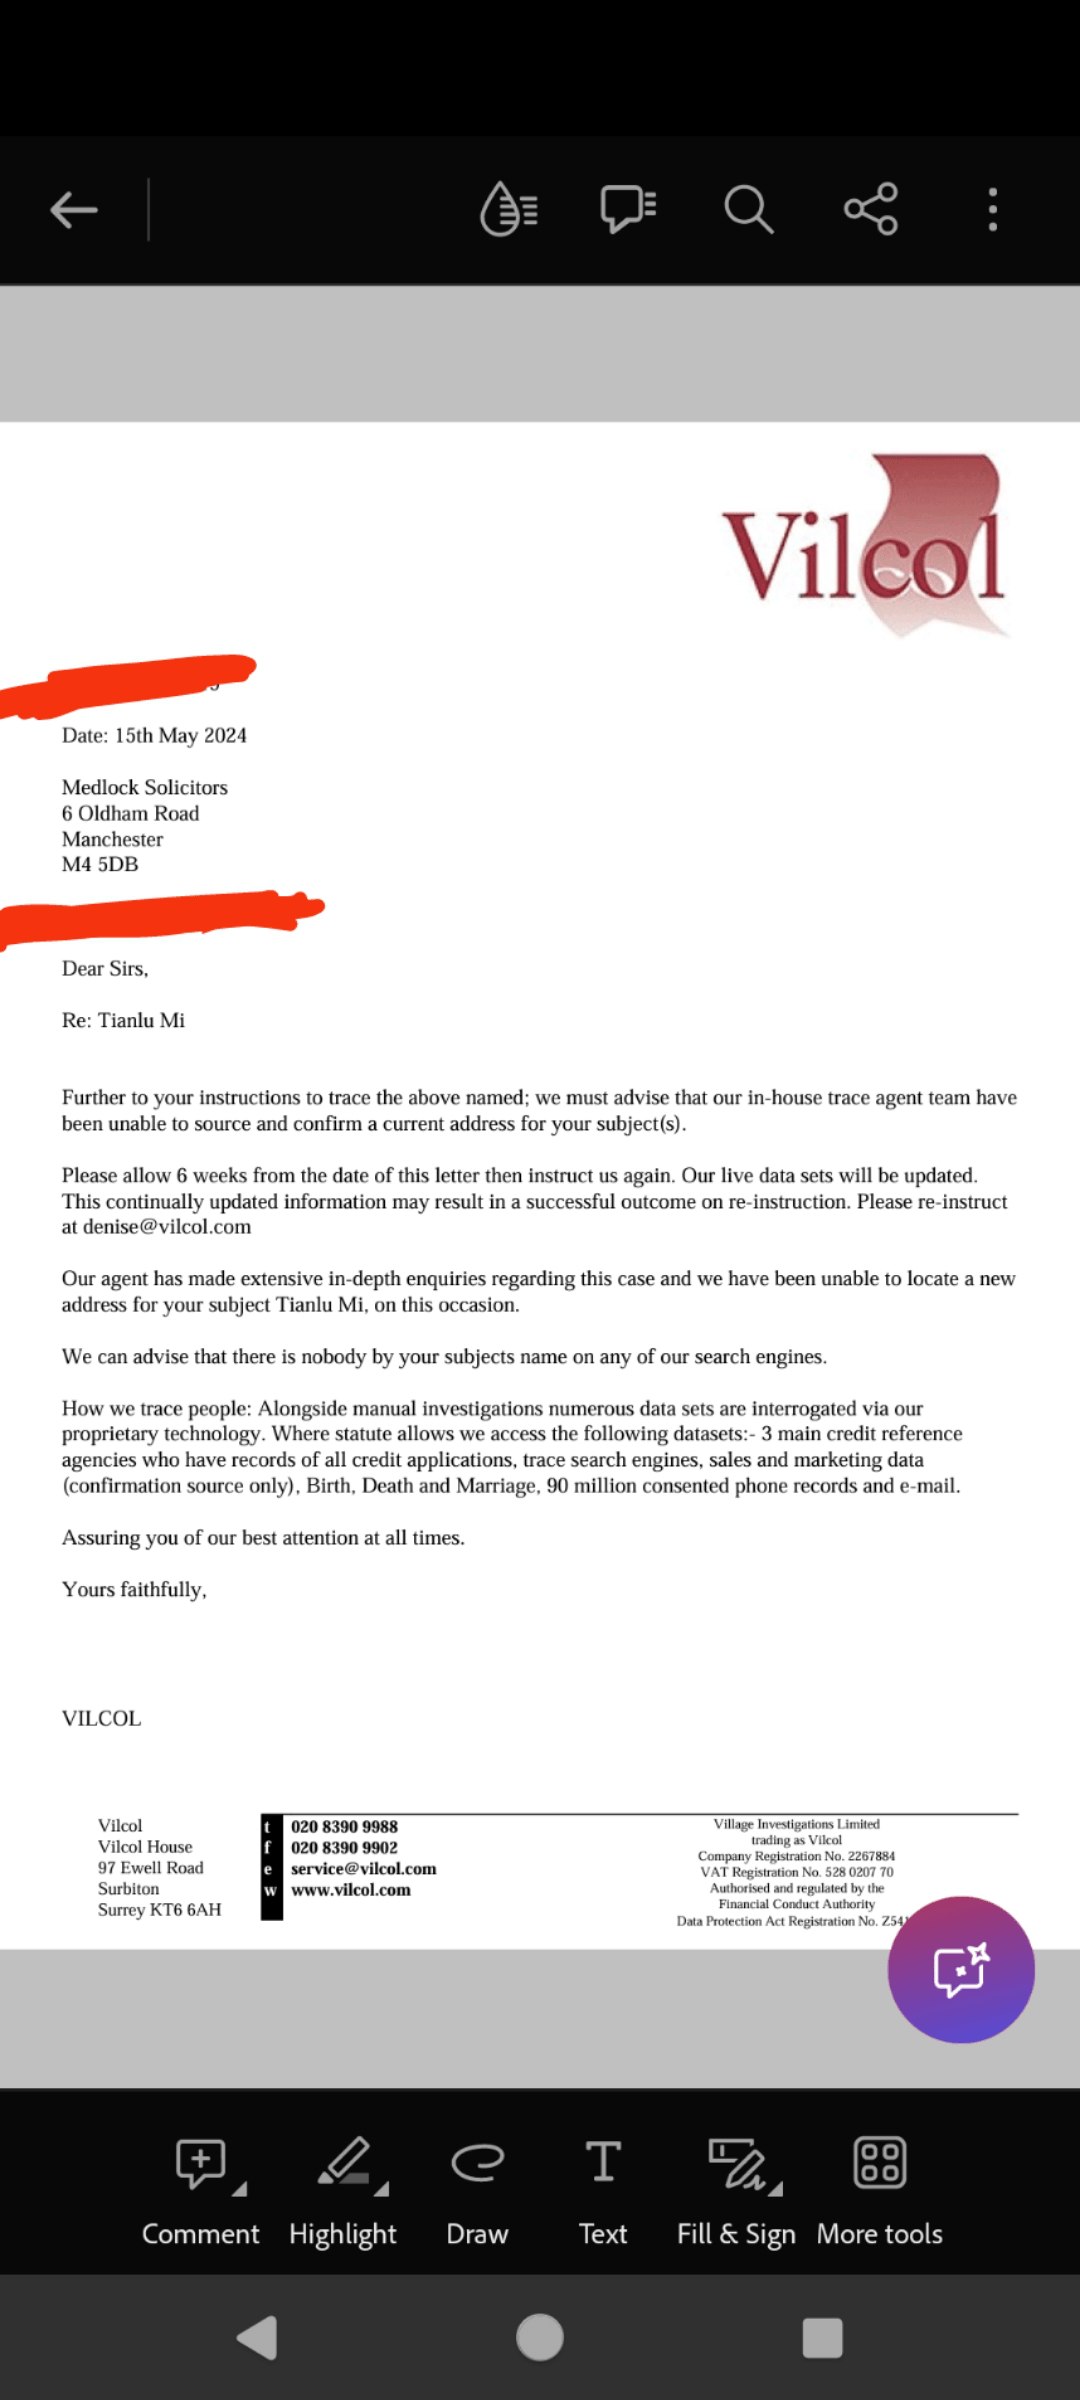 Vilcol
Date: 15th May 2024
Medlock Solicitors
6 Oldham Road
Manchester
M4 5DB
Dear Sirs,
Re: Tianlu Mi
Further to your instructions to trace the above named; we must advise that our in-house trace agent team have
been unable to source and confirm a current address for your subject(s).
Please allow 6 weeks from the date of this letter then instruct us again. Our live data sets will be updated.
This continually updated information may result in a successful outcome on re-instruction. Please re-instruct
at denise@vilcol.com
Our agent has made extensive in-depth enquiries regarding this case and we have been unable to locate a new
address for your subject Tianlu Mi, on this occasion.
We can advise that there is nobody by your subjects name on any of our search engines.
How we trace people: Alongside manual investigations numerous data sets are interrogated via our
proprietary technology. Where statute allows we access the following datasets:- 3 main credit reference
agencies who have records of all credit applications, trace search engines, sales and marketing data
(confirmation source only), Birth, Death and Marriage, 90 million consented phone records and e-mail.
Assuring you of our best attention at all times.
Yours faithfully,
VILCOL
Vilcol
Vilcol House
97 Ewell Road
Surbiton
Surrey KT6 6AH
t 020 8390 9988
f 020 8390 9902
e service@vilcol.com
w www.vilcol.com
Village Investigations Limited
trading as Vilcol
Company Registration No. 2267884
VAT Registration No. 528 0207 70
Authorised and regulated by the
Financial Conduct Authority
Data Protection Act Registration No.
Comment
Highlight
Draw
Text
Fill & Sign
More tools